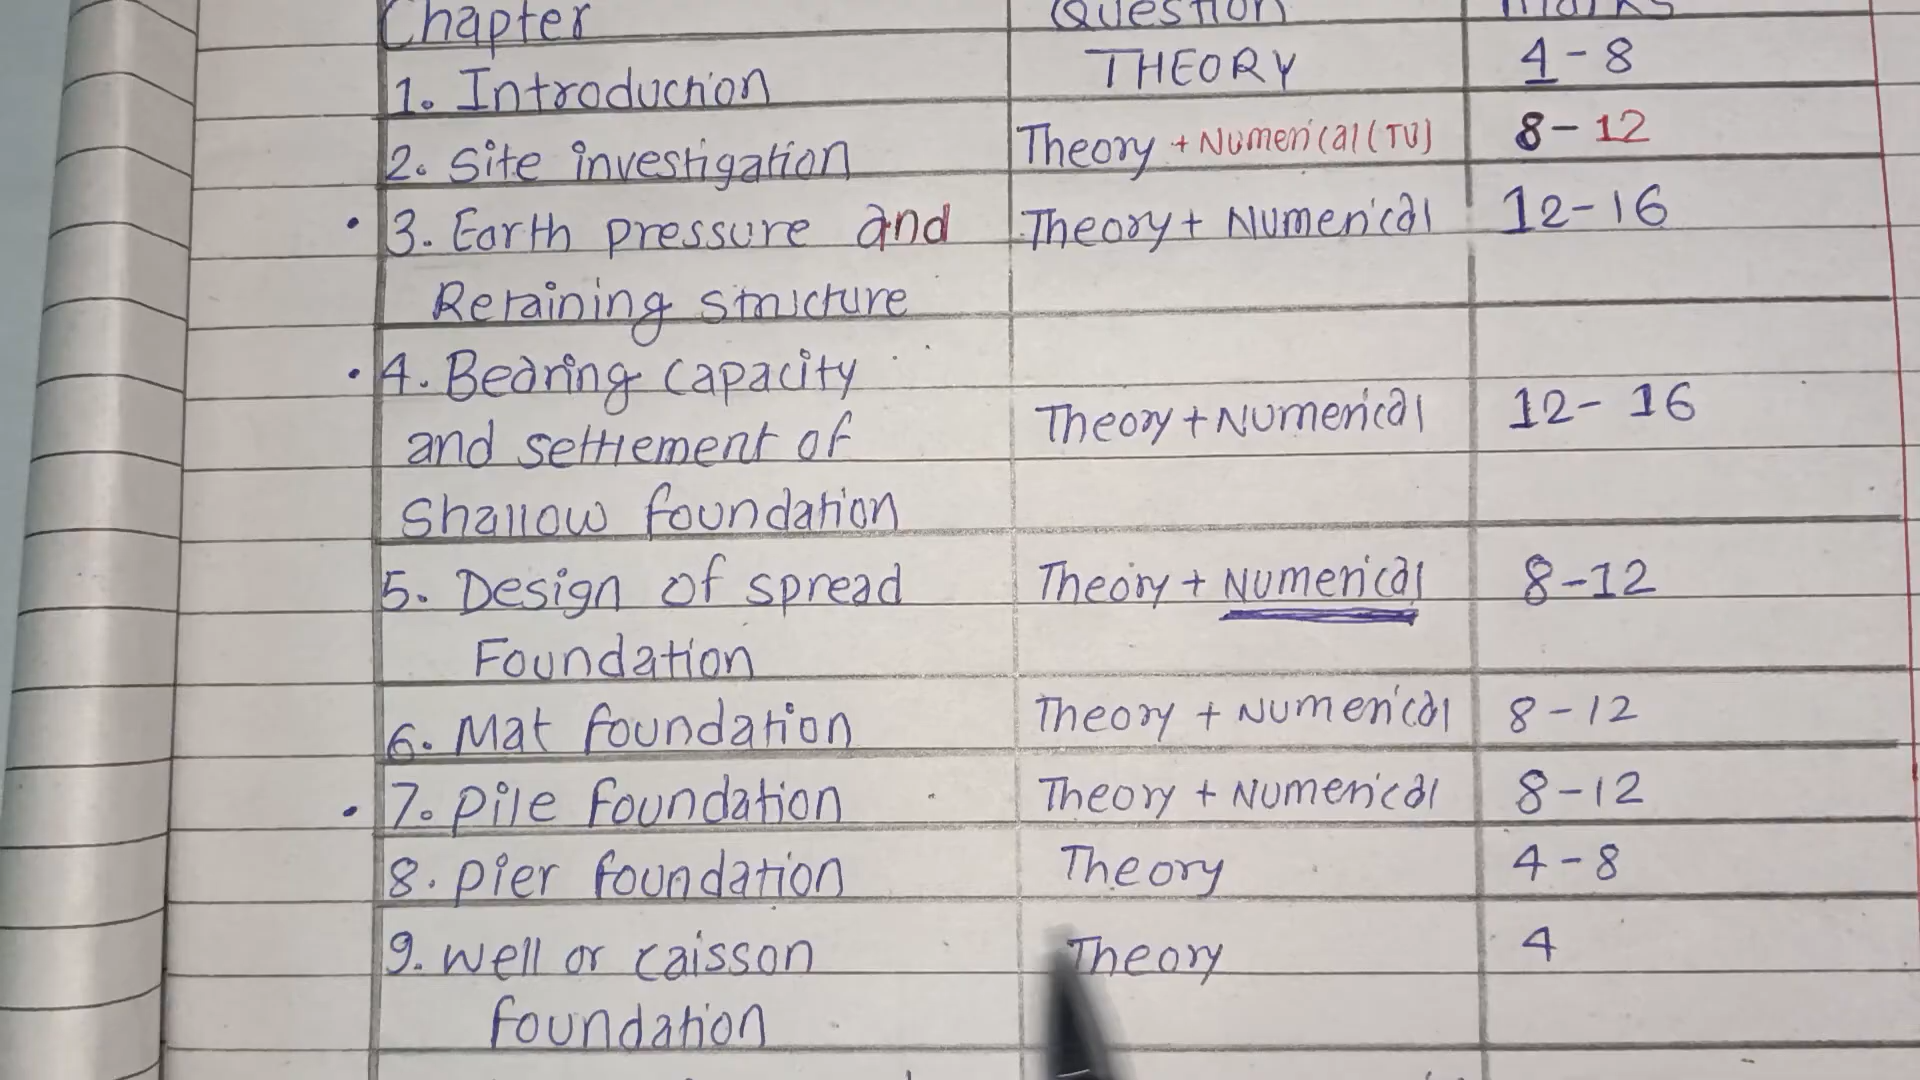 Chapter Question Marks
1. Introduction THEORY 4-8
2. Site investigation Theory + Numerical (TU) 8-12
3. Earth pressure and Theory + Numerical 12-16
Retaining structure
4. Bearing capacity
and settlement of Theory + Numerical 12-16
Shallow foundation
5. Design of spread Theory + Numerical 8-12
Foundation
6. Mat foundation Theory + Numerical 8-12
7. Pile foundation Theory + Numerical 8-12
8. Pier foundation Theory 4-8
9. Well or caisson Theory 4
foundation